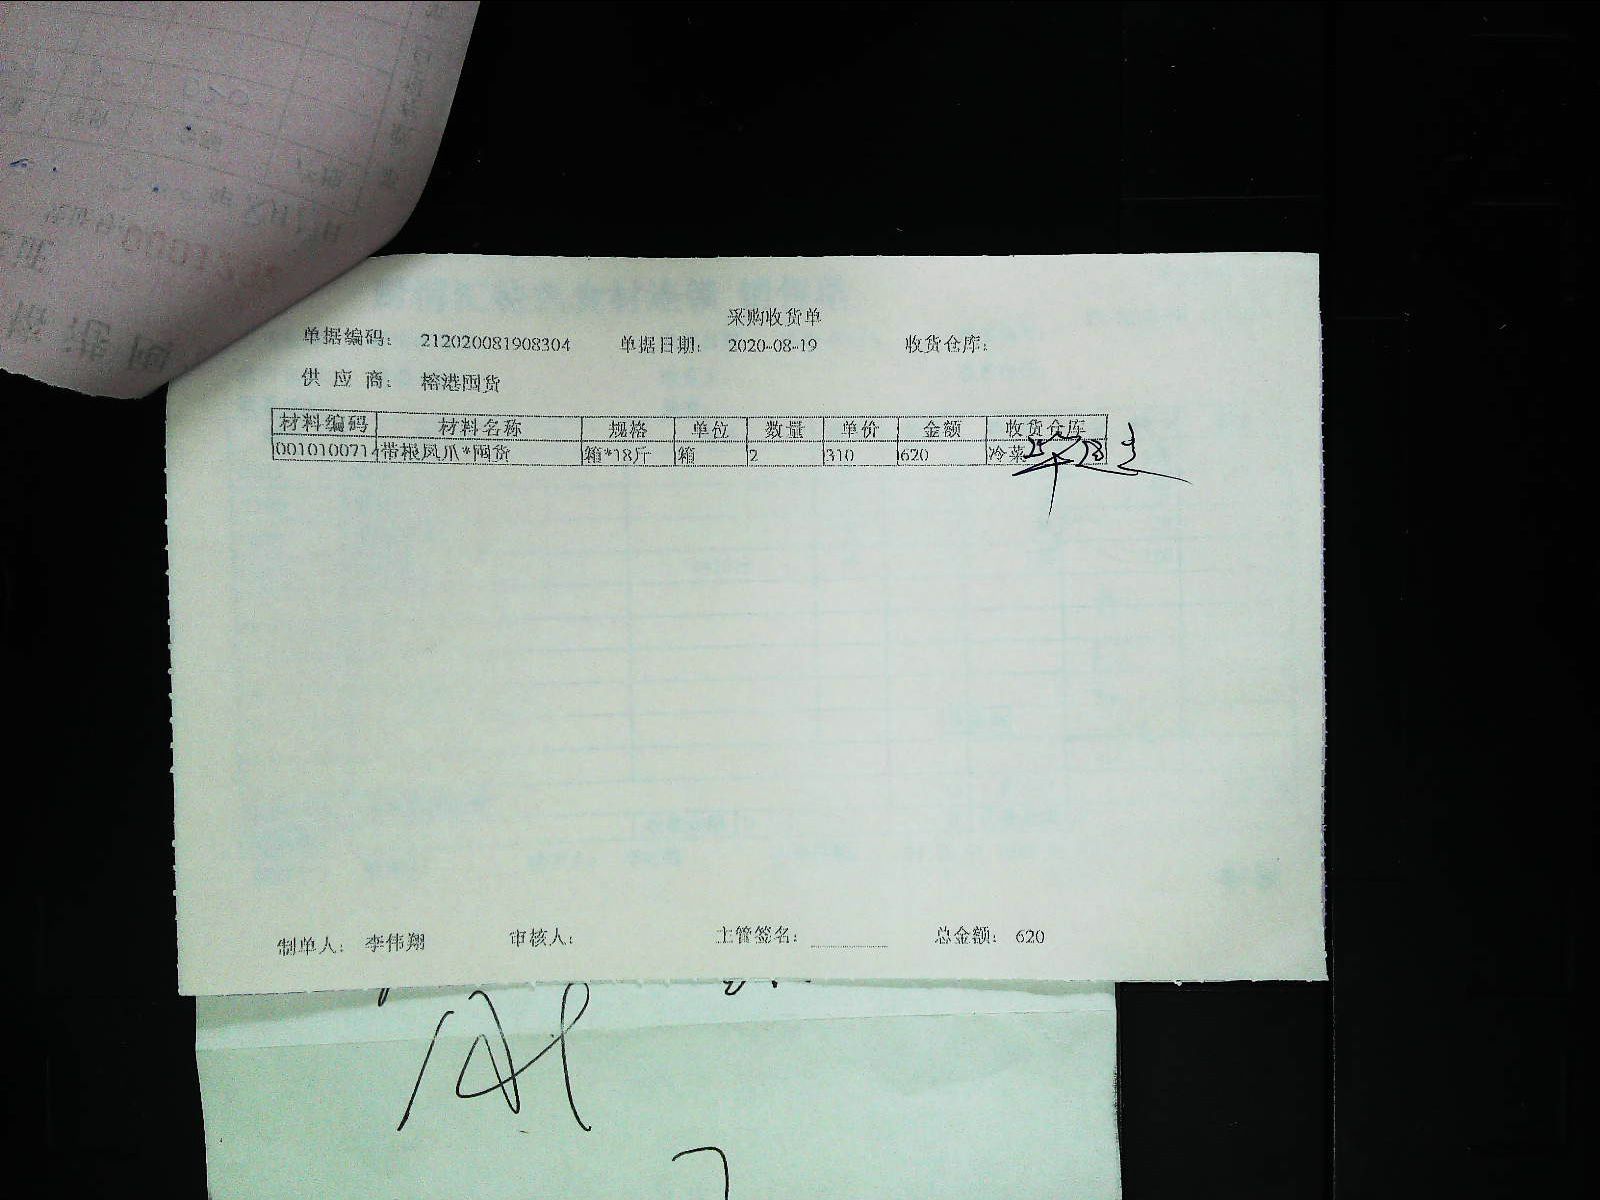 采购收货单
单据编码： 212020081908304 单据日期： 2020-08-19 收货仓库：
供 应 商： 榕港囤货
材料编码 材料名称 规格 单位 数量 单价 金额 收货仓库
001010071 带根凤爪*囤货 箱*18斤 箱 2 310 620 冷菜
制单人： 李伟翔 审核人： 主管签名： 总金额： 620